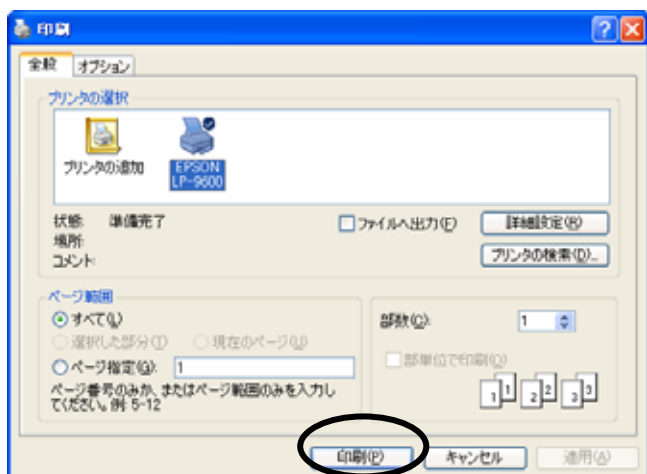 印刷
全般 オプション
プリンタの選択
プリンタの追加
EPSON
LP-9600
状態: 準備完了
場所:
コメント:
ファイルへ出力(F)
詳細設定(R)
プリンタの検索(D)...
ページ範囲
すべて(L)
選択した部分(T) 現在のページ(U)
ページ指定(G): 1
ページ番号のみか、またはページ範囲のみを入力し
てください。例: 5-12
部数(C): 1
部単位で印刷(O)
1 1 2 2 3 3
印刷(P) キャンセル 適用(A)